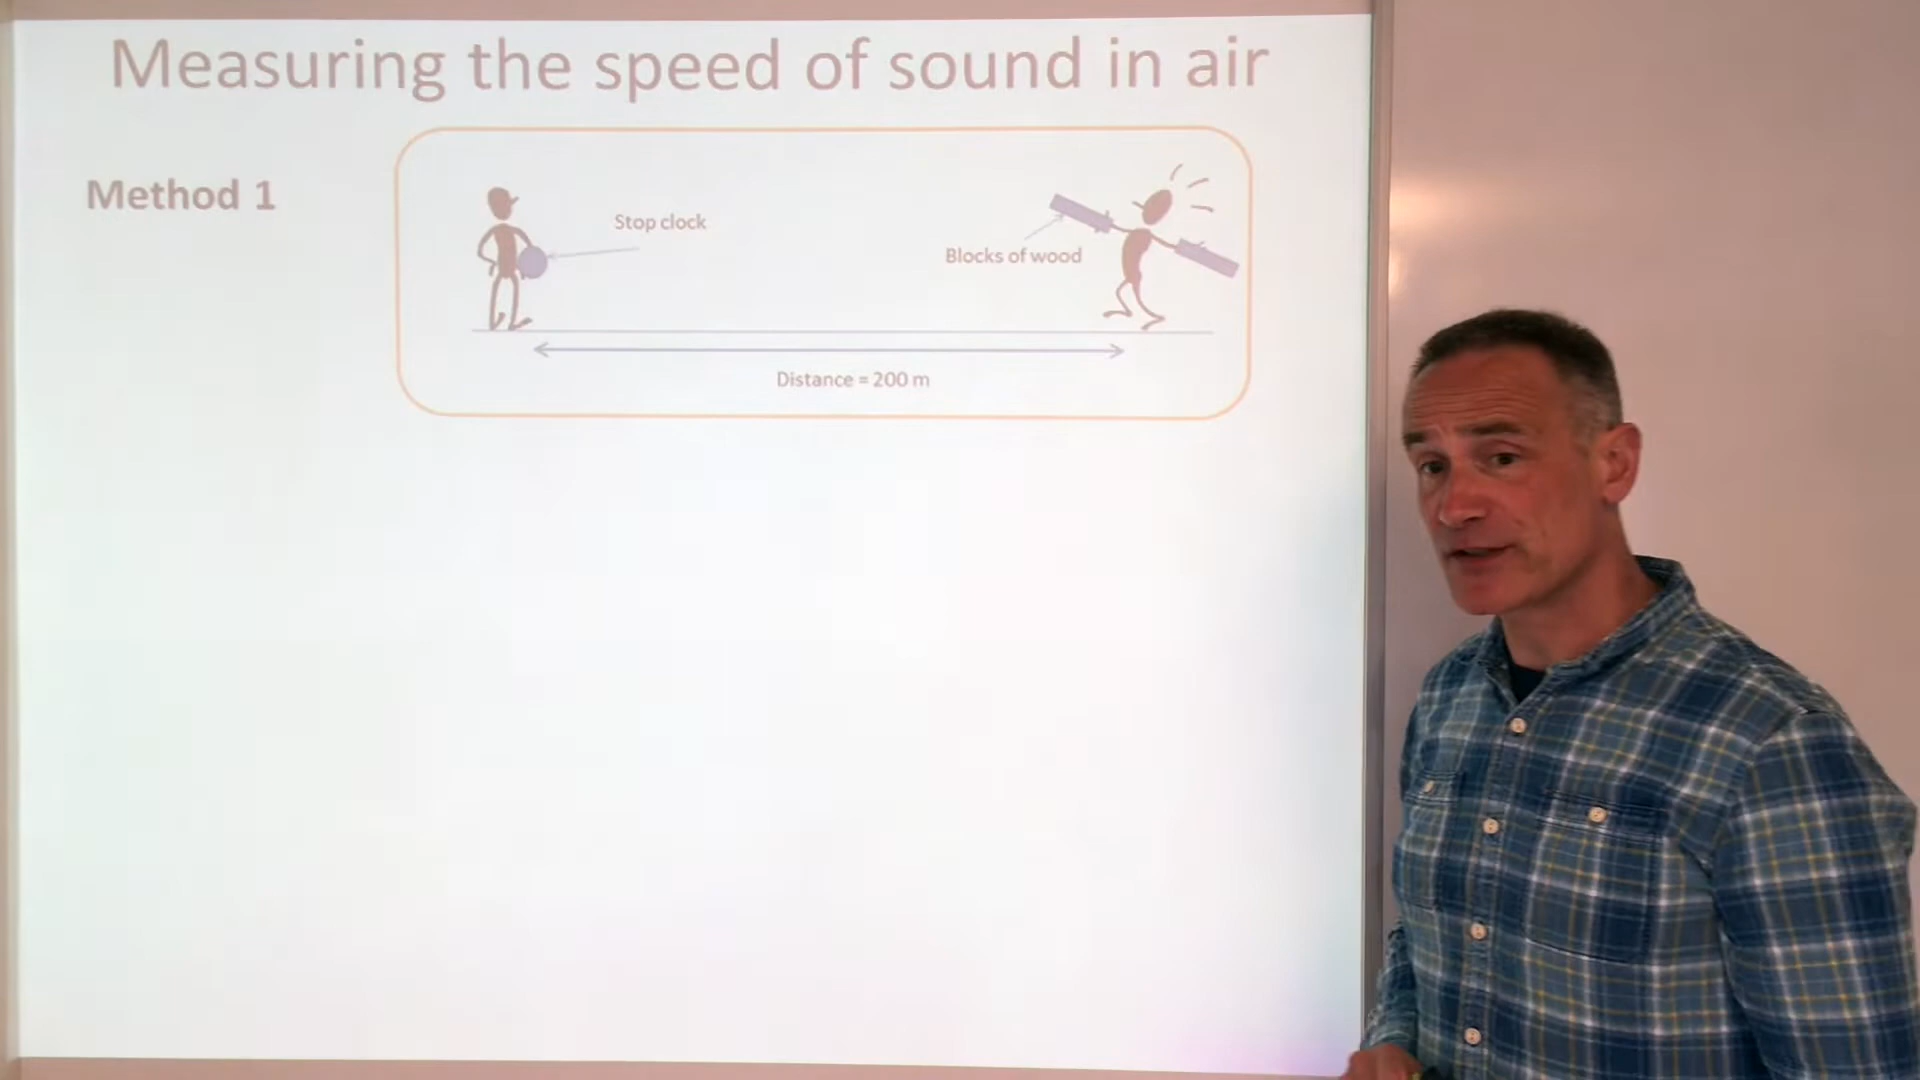 Measuring the speed of sound in air
Method 1
Stop clock
Blocks of wood
Distance = 200 m